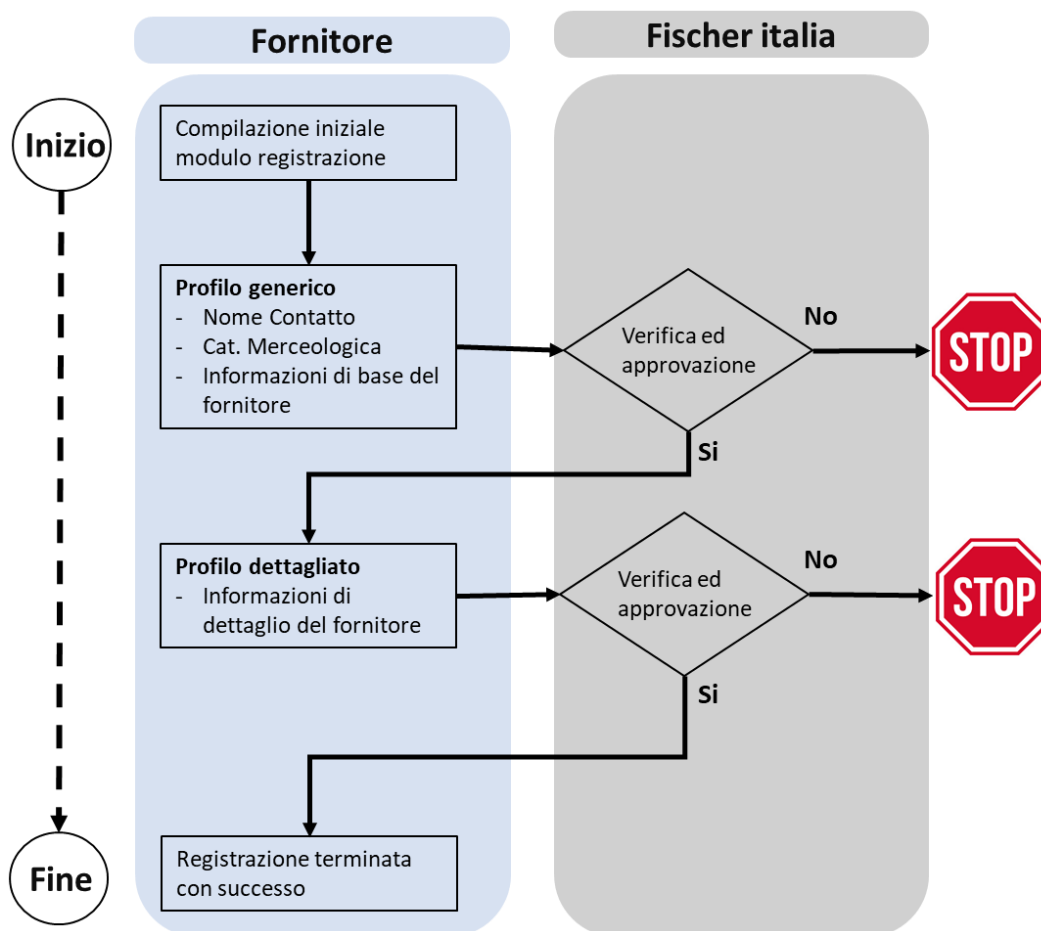 Fornitore
Fischer italia
Inizio
Compilazione iniziale
modulo registrazione
Profilo generico
- Nome Contatto
- Cat. Merceologica
- Informazioni di base del
fornitore
Verifica ed
approvazione
No
STOP
Si
Profilo dettagliato
- Informazioni di
dettaglio del fornitore
Verifica ed
approvazione
No
STOP
Si
Registrazione terminata
con successo
Fine